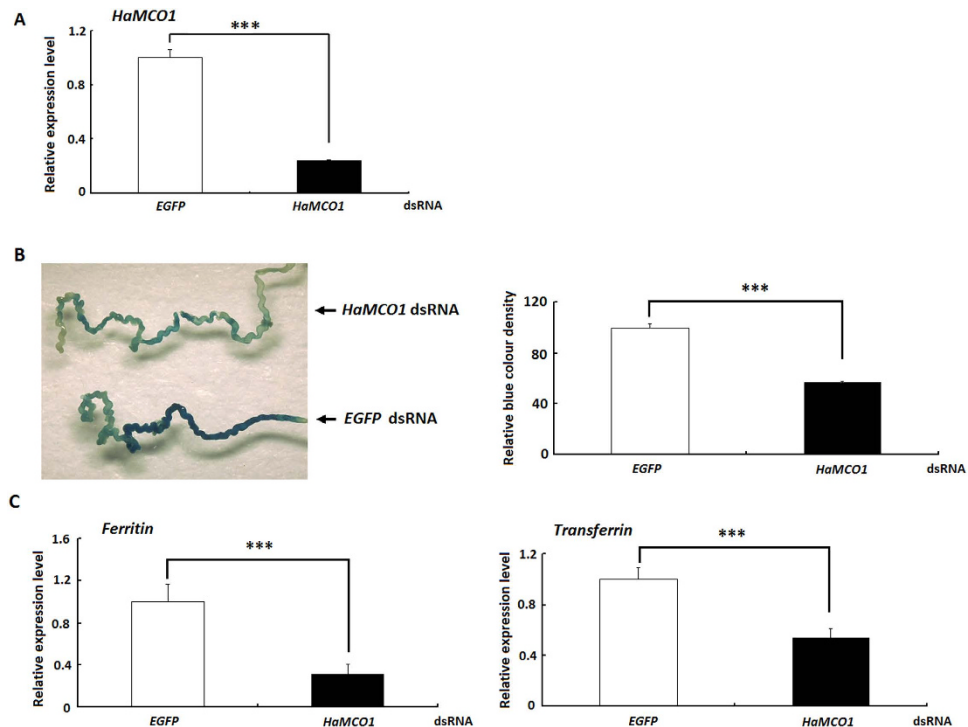 A
HaMCO1
***
Relative expression level
1.2
0.8
0.4
0
EGFP
HaMCO1
dsRNA
B
HaMCO1 dsRNA
EGFP dsRNA
***
Relative blue colour density
120
80
40
0
EGFP
HaMCO1
dsRNA
C
Ferritin
***
Relative expression level
1.6
1.2
0.8
0.4
0
EGFP
HaMCO1
dsRNA
Transferrin
***
Relative expression level
1.2
0.8
0.4
0
EGFP
HaMCO1
dsRNA